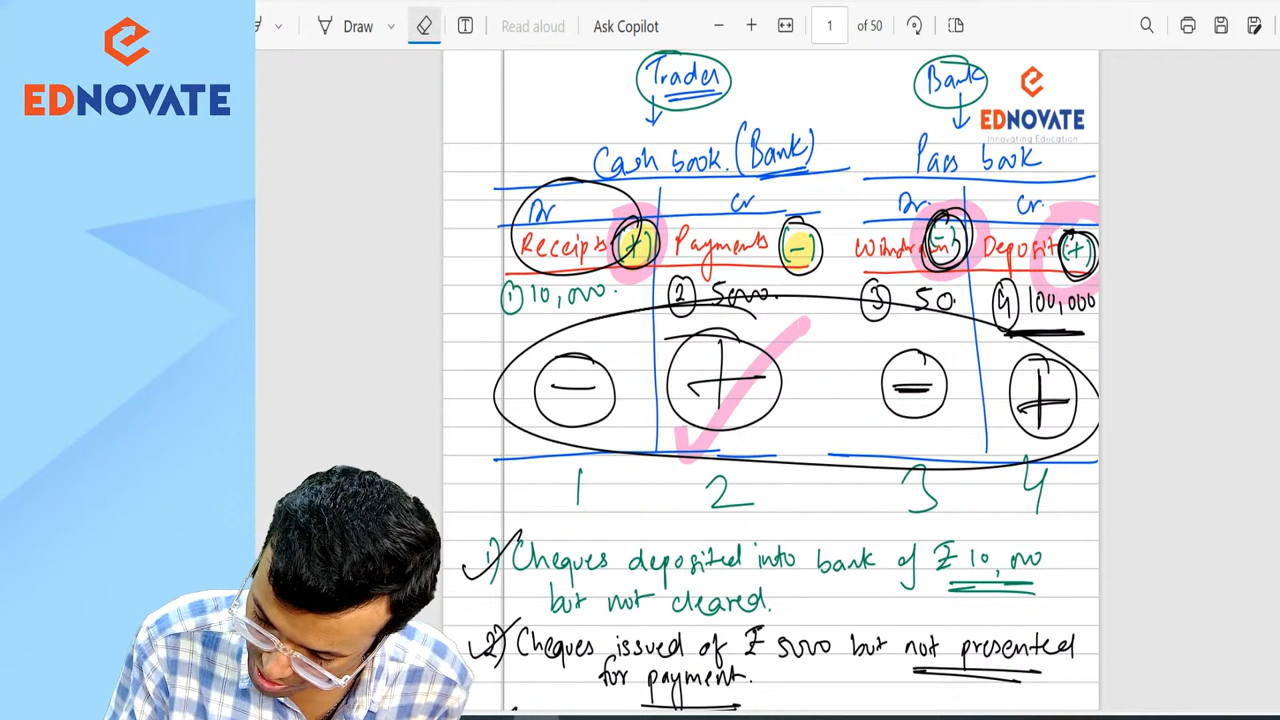 EDNOVATE
Draw
Read aloud
Ask Copilot
1 of 50
Trader
Bank
EDNOVATE
Innovating Education
Cash book. (Bank)
Pass book
Dr
Cr
Dr.
Cr.
Receipts (+)
Payments (-)
Withdrawn (-)
Deposit (+)
① 10,000.
② 5000.
③ 50.
④ 100,000
− + − +
1 2 3 4
1) Cheques deposited into bank of ₹ 10,000
but not cleared.
2) Cheques issued of ₹ 5000 but not presented
for payment.